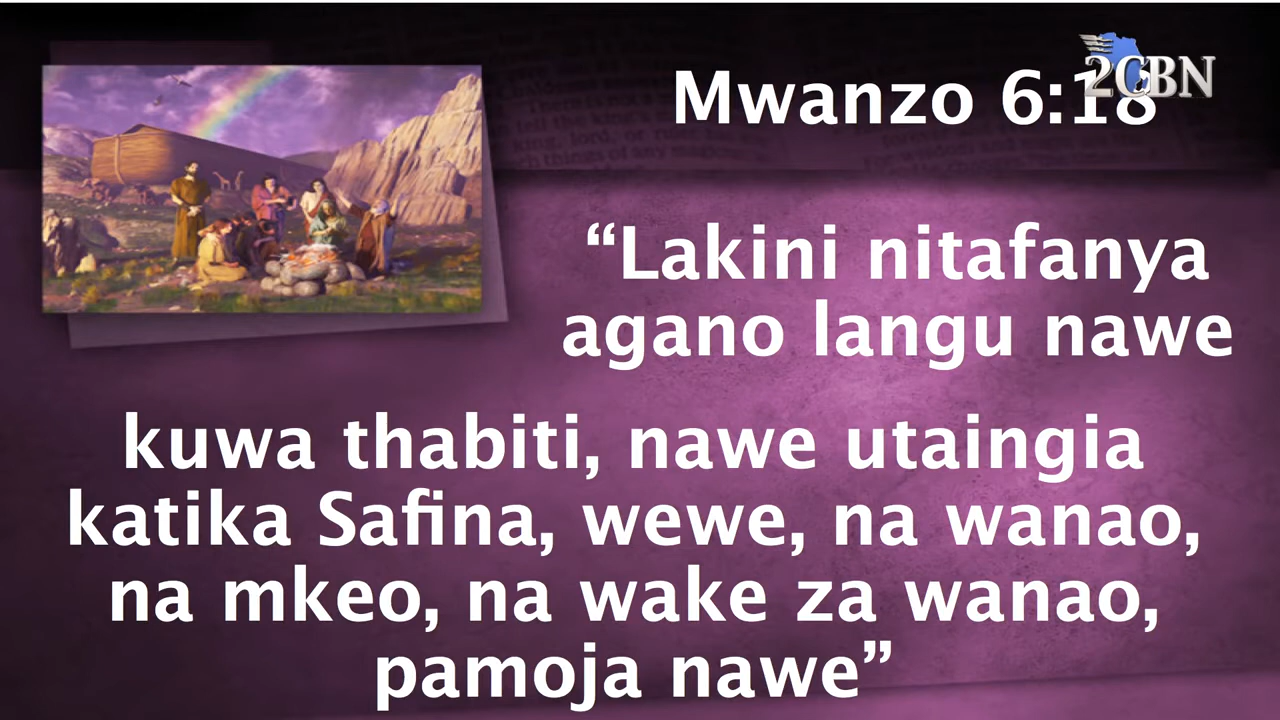 Mwanzo 6:18
2CBN
“Lakini nitafanya
agano langu nawe
kuwa thabiti, nawe utaingia
katika Safina, wewe, na wanao,
na mkeo, na wake za wanao,
pamoja nawe”